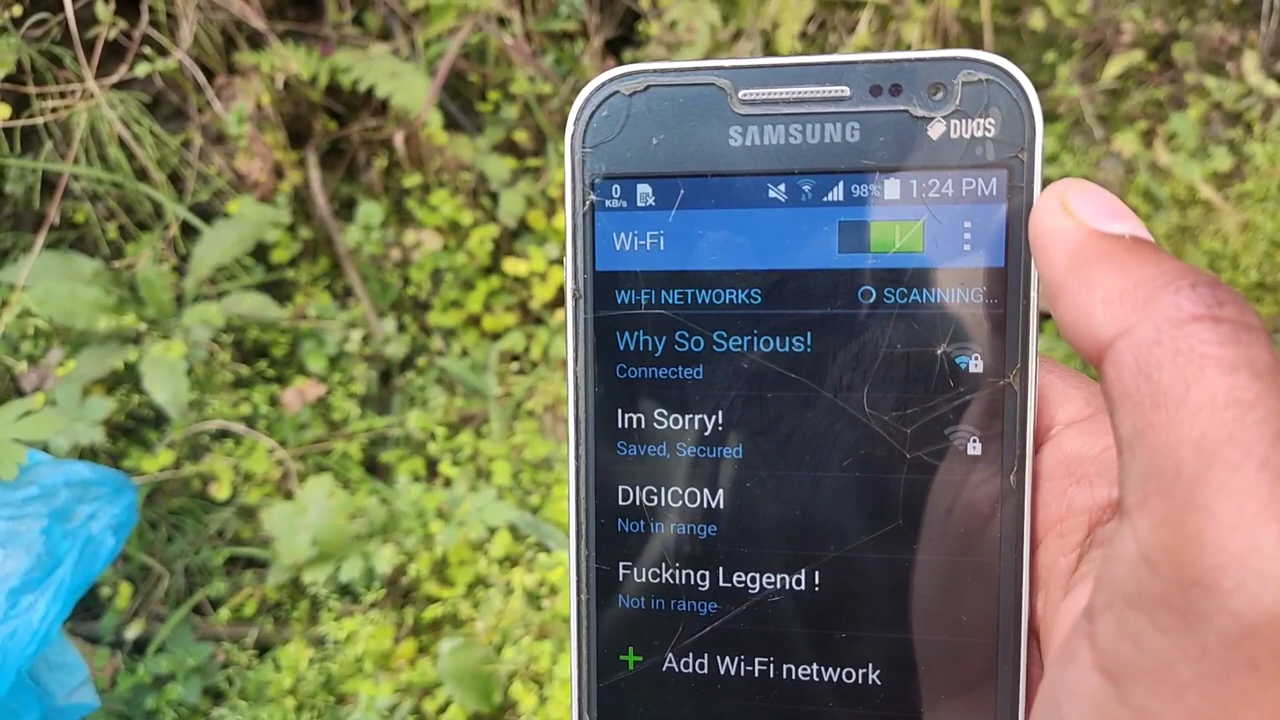 SAMSUNG
DUOS
0
KB/s
98%
1:24 PM
Wi-Fi
WI-FI NETWORKS
SCANNING...
Why So Serious!
Connected
Im Sorry!
Saved, Secured
DIGICOM
Not in range
Fucking Legend !
Not in range
Add Wi-Fi network